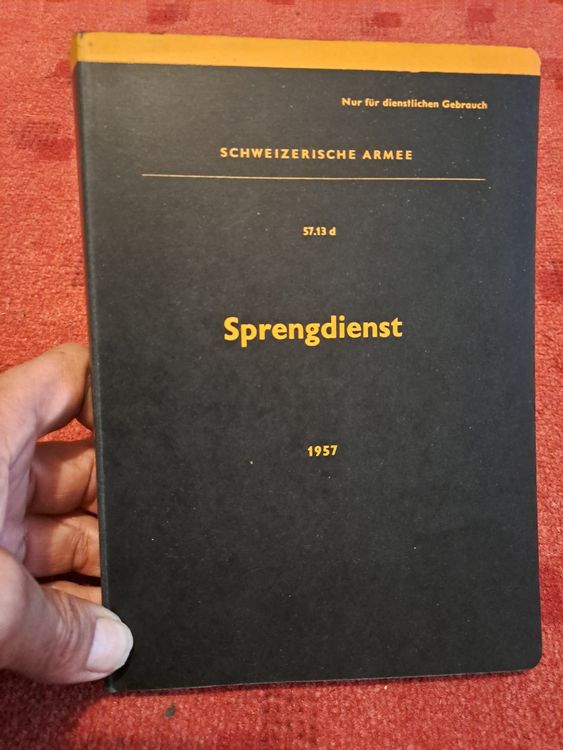 Nur für dienstlichen Gebrauch
SCHWEIZERISCHE ARMEE
57.13 d
Sprengdienst
1957